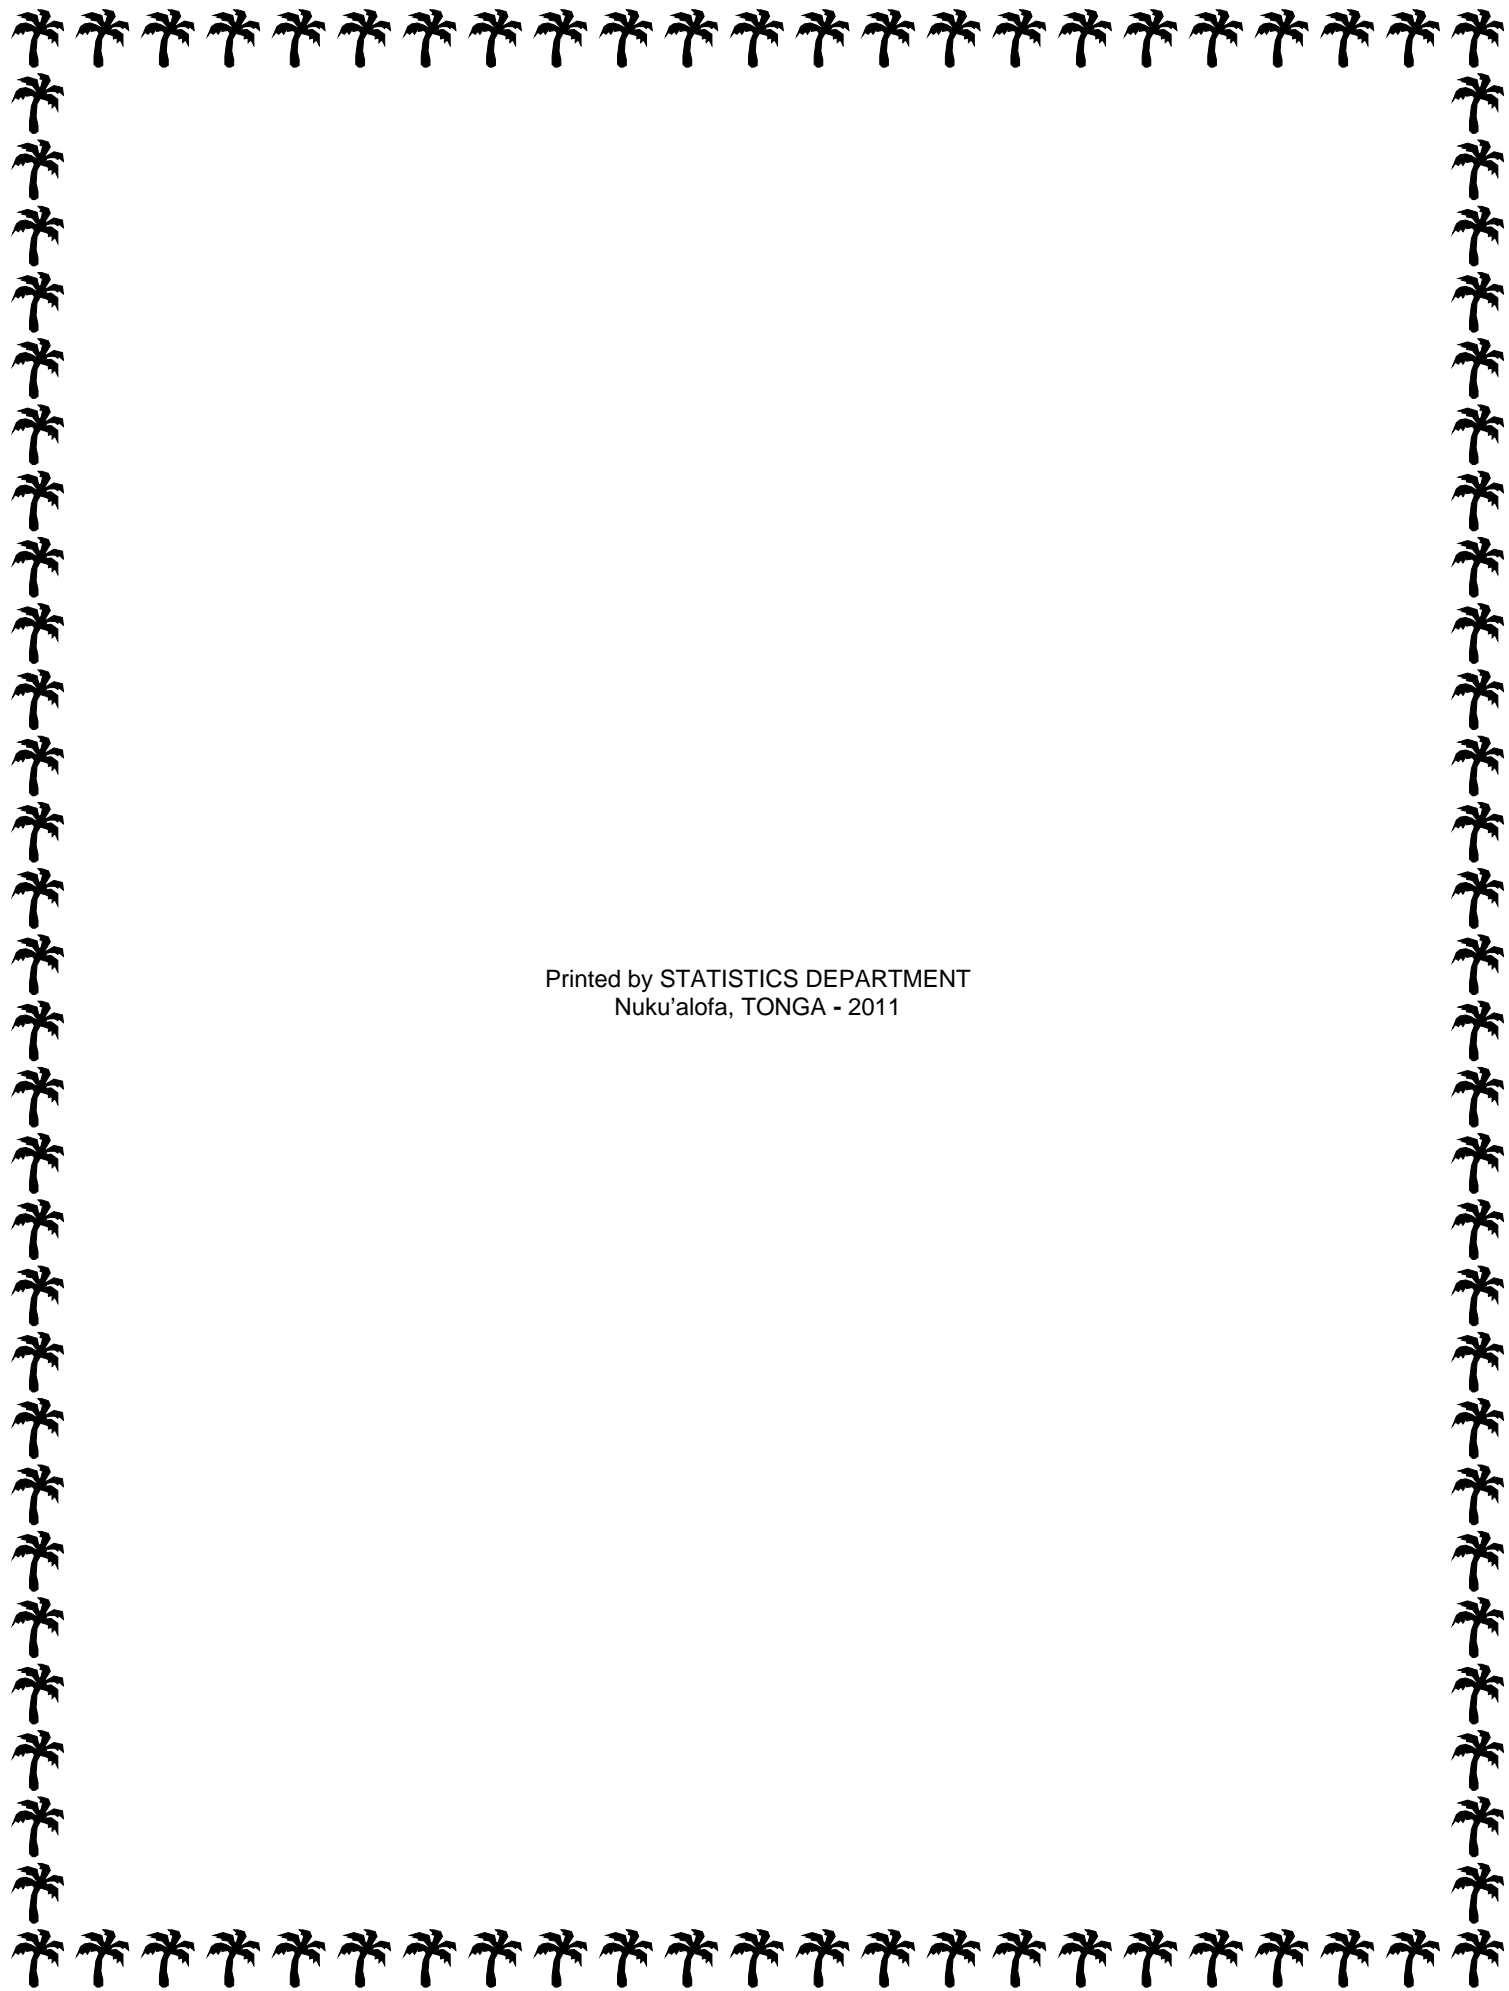 Printed by STATISTICS DEPARTMENT
Nuku’alofa, TONGA - 2011